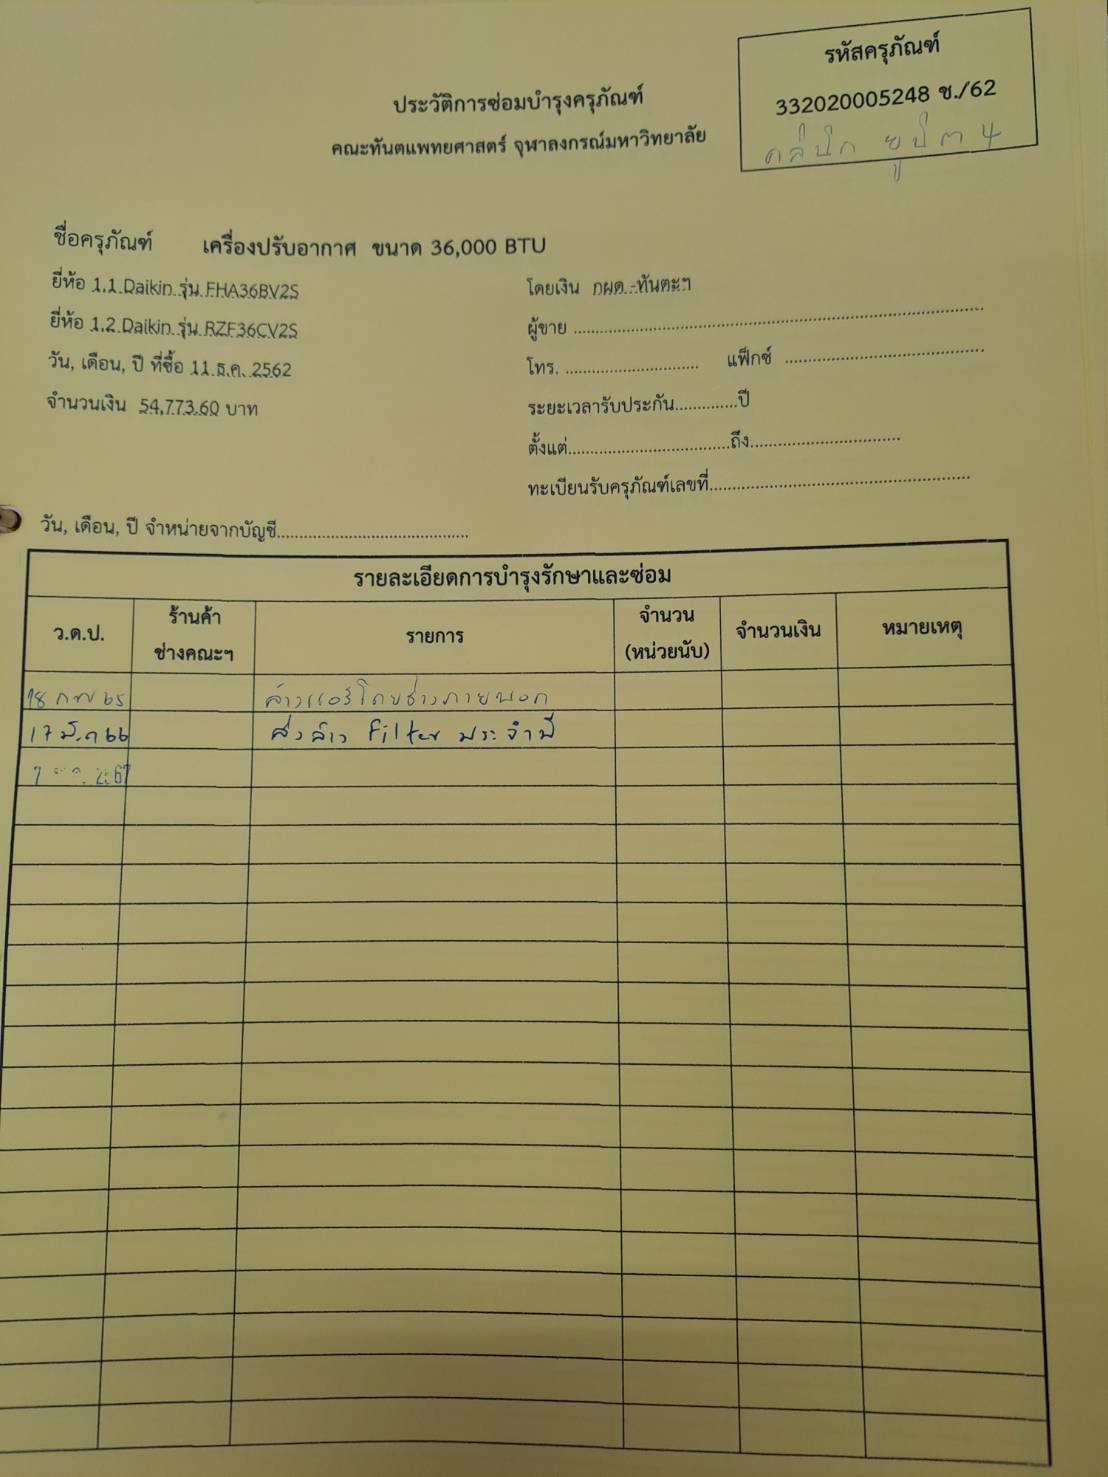 รหัสครุภัณฑ์
332020005248 ช./62
คลินิก ยูนิต 4
ประวัติการซ่อมบำรุงครุภัณฑ์
คณะทันตแพทยศาสตร์ จุฬาลงกรณ์มหาวิทยาลัย
ชื่อครุภัณฑ์ เครื่องปรับอากาศ ขนาด 36,000 BTU
ยี่ห้อ 1.1 Daikin รุ่น FHA36BV2S โดยเงิน กผด.-ทันตะฯ
ยี่ห้อ 1.2 Daikin รุ่น RZF36CV2S ผู้ขาย
วัน, เดือน, ปี ที่ซื้อ 11 ธ.ค. 2562 โทร. แฟ็กซ์
จำนวนเงิน 54,773.60 บาท ระยะเวลารับประกัน.............ปี
ตั้งแต่....................................ถึง.................................
ทะเบียนรับครุภัณฑ์เลขที่..........................................................
วัน, เดือน, ปี จำหน่ายจากบัญชี...........................................
รายละเอียดการบำรุงรักษาและซ่อม
ว.ด.ป. ร้านค้า ช่างคณะฯ รายการ จำนวน (หน่วยนับ) จำนวนเงิน หมายเหตุ
18 กพ 65 ล้างแอร์โดยช่างภายนอก
17 มี.ค 66 ส่งล้าง Filter ประจำปี